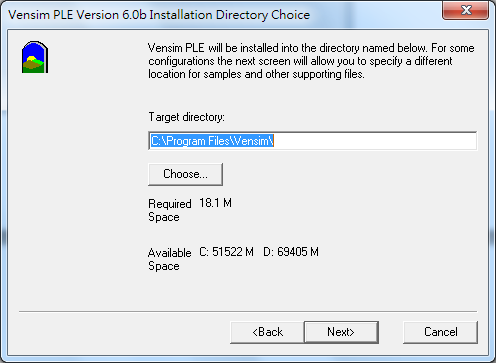 Vensim PLE Version 6.0b Installation Directory Choice
Vensim PLE will be installed into the directory named below. For some
configurations the next screen will allow you to specify a different
location for samples and other supporting files.
Target directory:
C:\Program Files\Vensim\
Choose...
Required 18.1 M
Space
Available C: 51522 M D: 69405 M
Space
<Back Next> Cancel